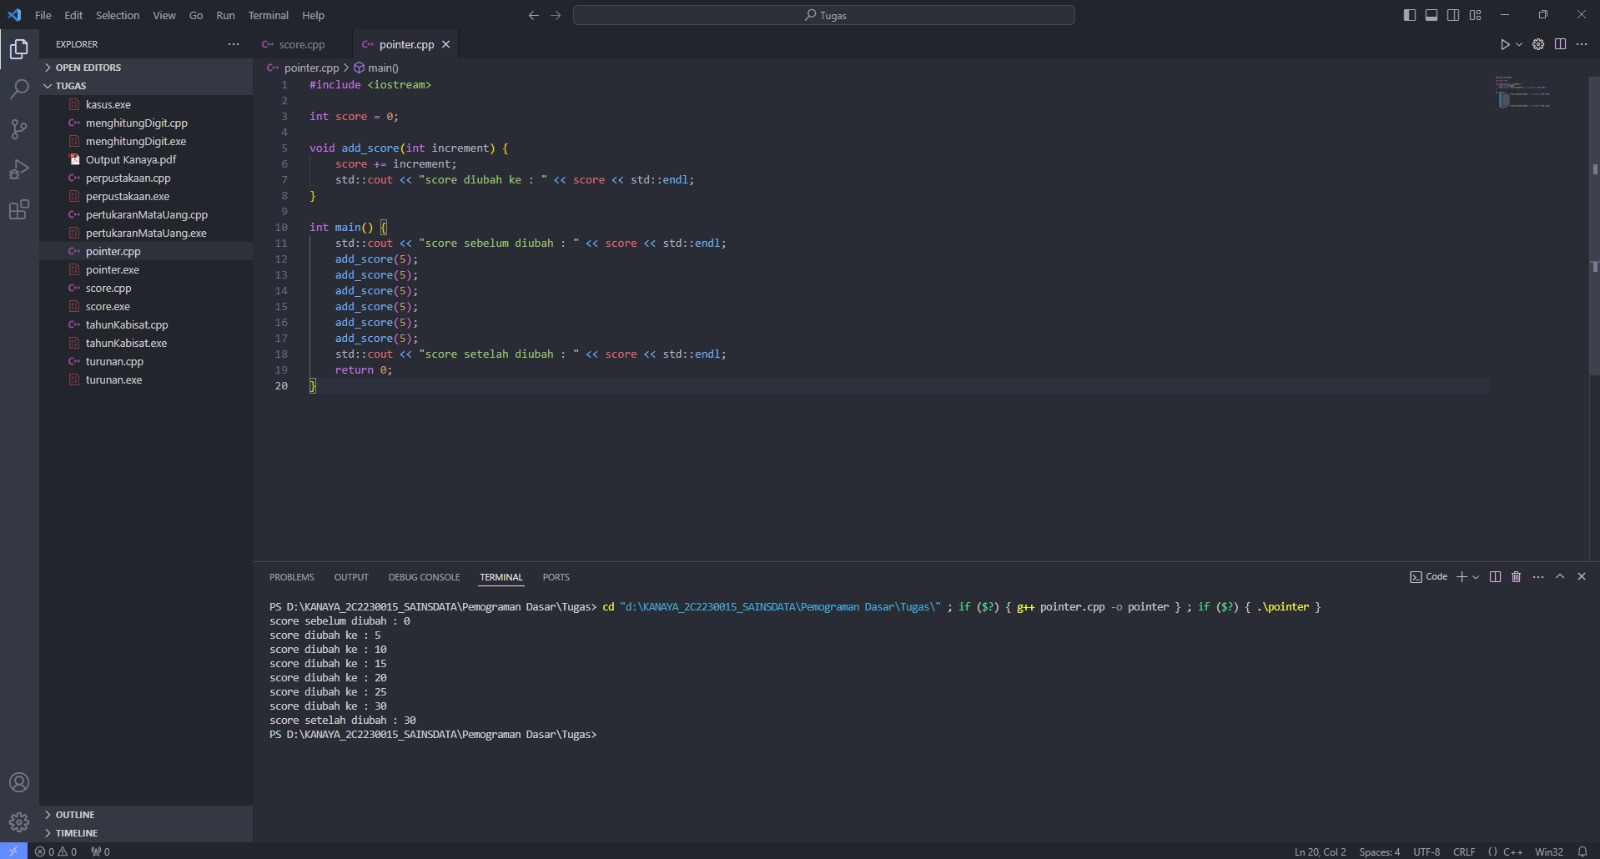 File Edit Selection View Go Run Terminal Help
Tugas
EXPLORER
OPEN EDITORS
TUGAS
kasus.exe
menghitungDigit.cpp
menghitungDigit.exe
Output Kanaya.pdf
perpustakaan.cpp
perpustakaan.exe
pertukaranMataUang.cpp
pertukaranMataUang.exe
pointer.cpp
pointer.exe
score.cpp
score.exe
tahunKabisat.cpp
tahunKabisat.exe
turunan.cpp
turunan.exe
OUTLINE
TIMELINE
score.cpp pointer.cpp
pointer.cpp > main()
1 #include <iostream>
2
3 int score = 0;
4
5 void add_score(int increment) {
6 score += increment;
7 std::cout << "score diubah ke : " << score << std::endl;
8 }
9
10 int main() {
11 std::cout << "score sebelum diubah : " << score << std::endl;
12 add_score(5);
13 add_score(5);
14 add_score(5);
15 add_score(5);
16 add_score(5);
17 add_score(5);
18 std::cout << "score setelah diubah : " << score << std::endl;
19 return 0;
20 }
PROBLEMS OUTPUT DEBUG CONSOLE TERMINAL PORTS
Code
PS D:\KANAYA_2C2230015_SAINSDATA\Pemograman Dasar\Tugas> cd "d:\KANAYA_2C2230015_SAINSDATA\Pemograman Dasar\Tugas\" ; if ($?) { g++ pointer.cpp -o pointer } ; if ($?) { .\pointer }
score sebelum diubah : 0
score diubah ke : 5
score diubah ke : 10
score diubah ke : 15
score diubah ke : 20
score diubah ke : 25
score diubah ke : 30
score setelah diubah : 30
PS D:\KANAYA_2C2230015_SAINSDATA\Pemograman Dasar\Tugas>
0 0 0
Ln 20, Col 2 Spaces: 4 UTF-8 CRLF {} C++ Win32